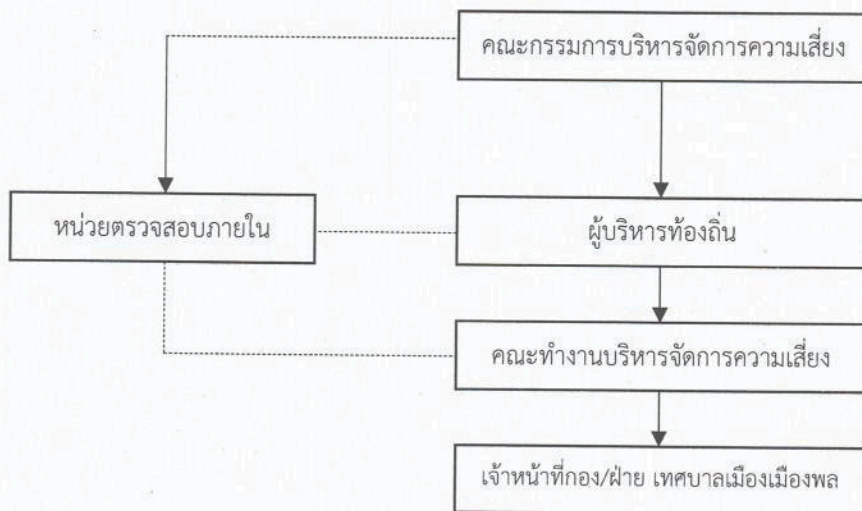 คณะกรรมการบริหารจัดการความเสี่ยง
หน่วยตรวจสอบภายใน
ผู้บริหารท้องถิ่น
คณะทำงานบริหารจัดการความเสี่ยง
เจ้าหน้าที่กอง/ฝ่าย เทศบาลเมืองเมืองพล